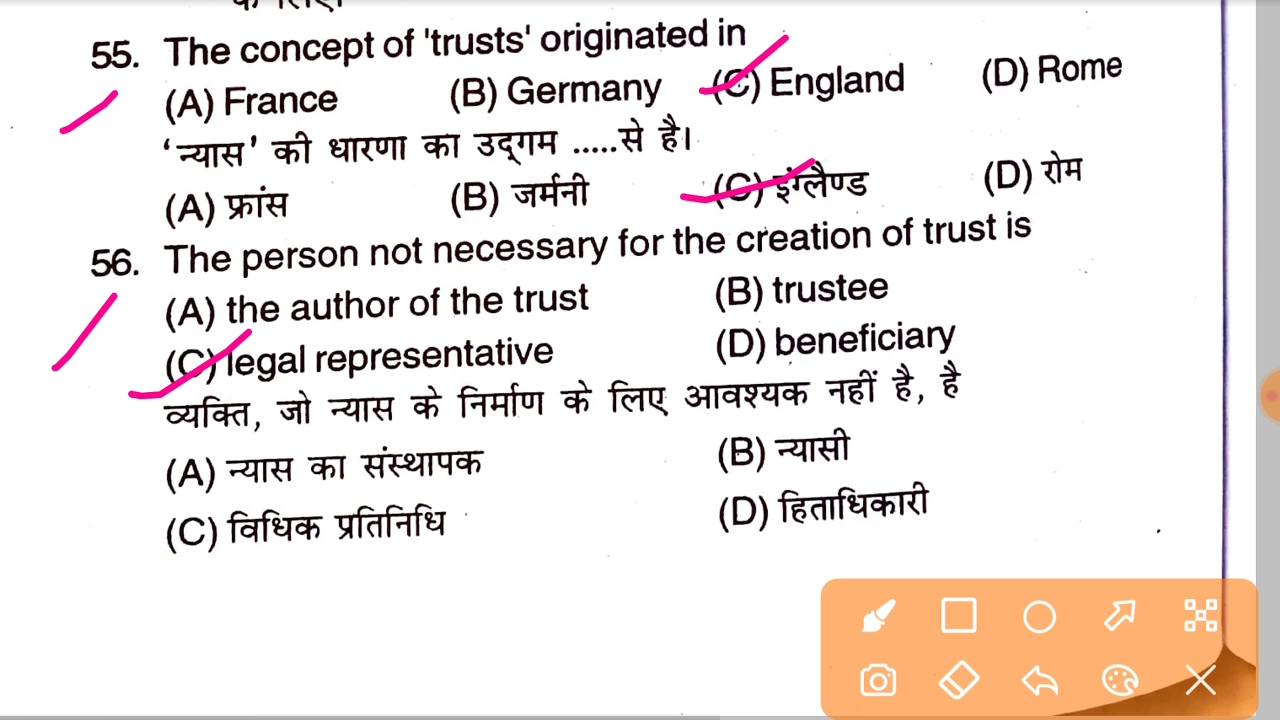 के लिए।
55. The concept of 'trusts' originated in
(A) France (B) Germany (C) England (D) Rome
'न्यास' की धारणा का उद्गम .....से है।
(A) फ्रांस (B) जर्मनी (C) इंग्लैण्ड (D) रोम
56. The person not necessary for the creation of trust is
(A) the author of the trust (B) trustee
(C) legal representative (D) beneficiary
व्यक्ति, जो न्यास के निर्माण के लिए आवश्यक नहीं है, है
(A) न्यास का संस्थापक (B) न्यासी
(C) विधिक प्रतिनिधि (D) हिताधिकारी